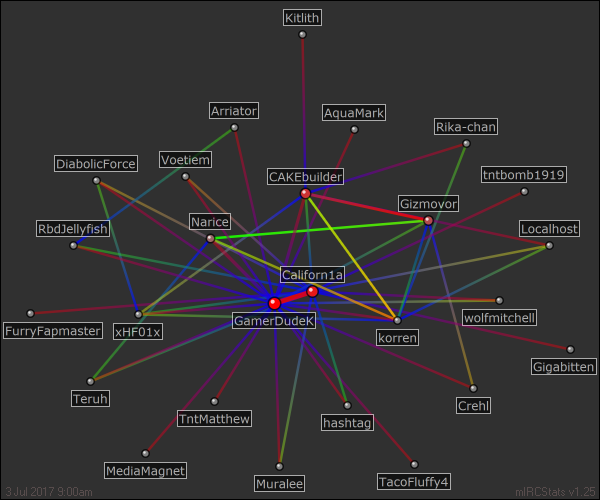 Kitlith
Arriator
AquaMark
Rika-chan
DiabolicForce
Voetiem
CAKEbuilder
tntbomb1919
Gizmovor
RbdJellyfish
Narice
Localhost
Californ1a
GamerDudeK
wolfmitchell
FurryFapmaster
xHF01x
korren
Gigabitten
Teruh
TntMatthew
hashtag
Crehl
MediaMagnet
Muralee
TacoFluffy4
3 Jul 2017 9:00am
mIRCStats v1.25